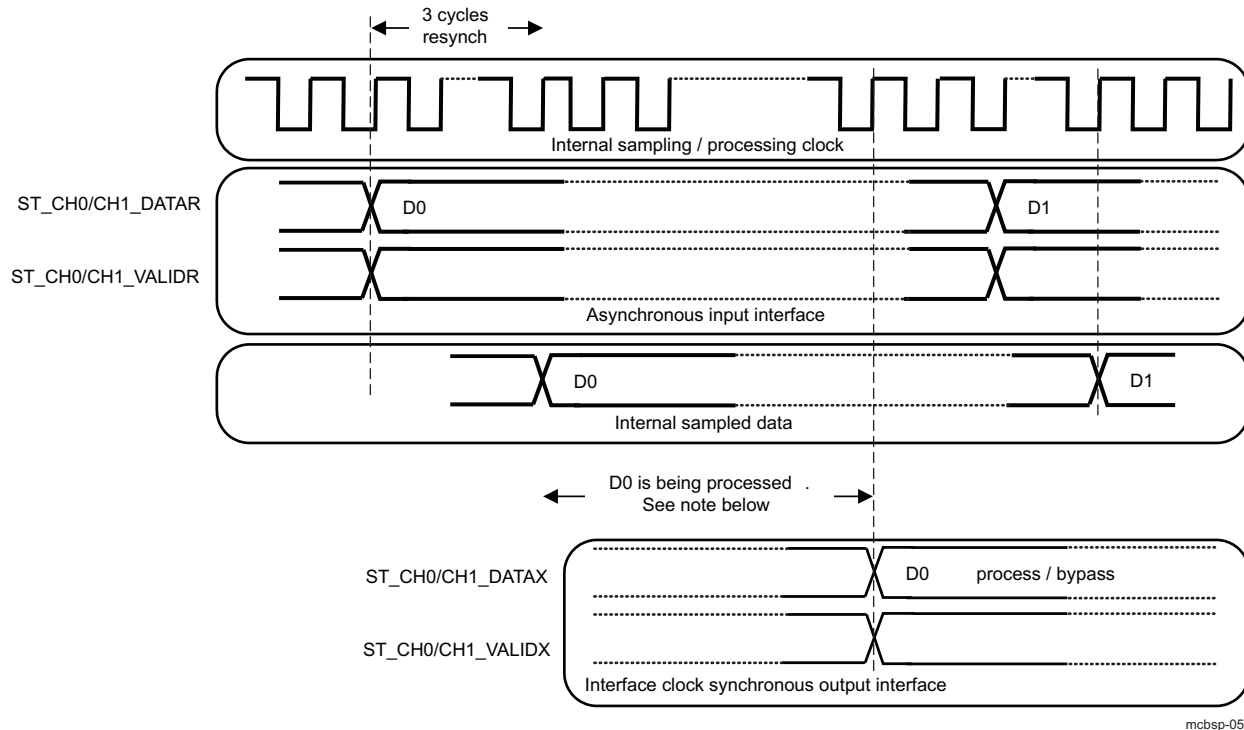 3 cycles
resynch
Internal sampling / processing clock
ST_CH0/CH1_DATAR
D0
D1
ST_CH0/CH1_VALIDR
Asynchronous input interface
D0
D1
Internal sampled data
D0 is being processed .
See note below
ST_CH0/CH1_DATAX
D0 process / bypass
ST_CH0/CH1_VALIDX
Interface clock synchronous output interface
mcbsp-05